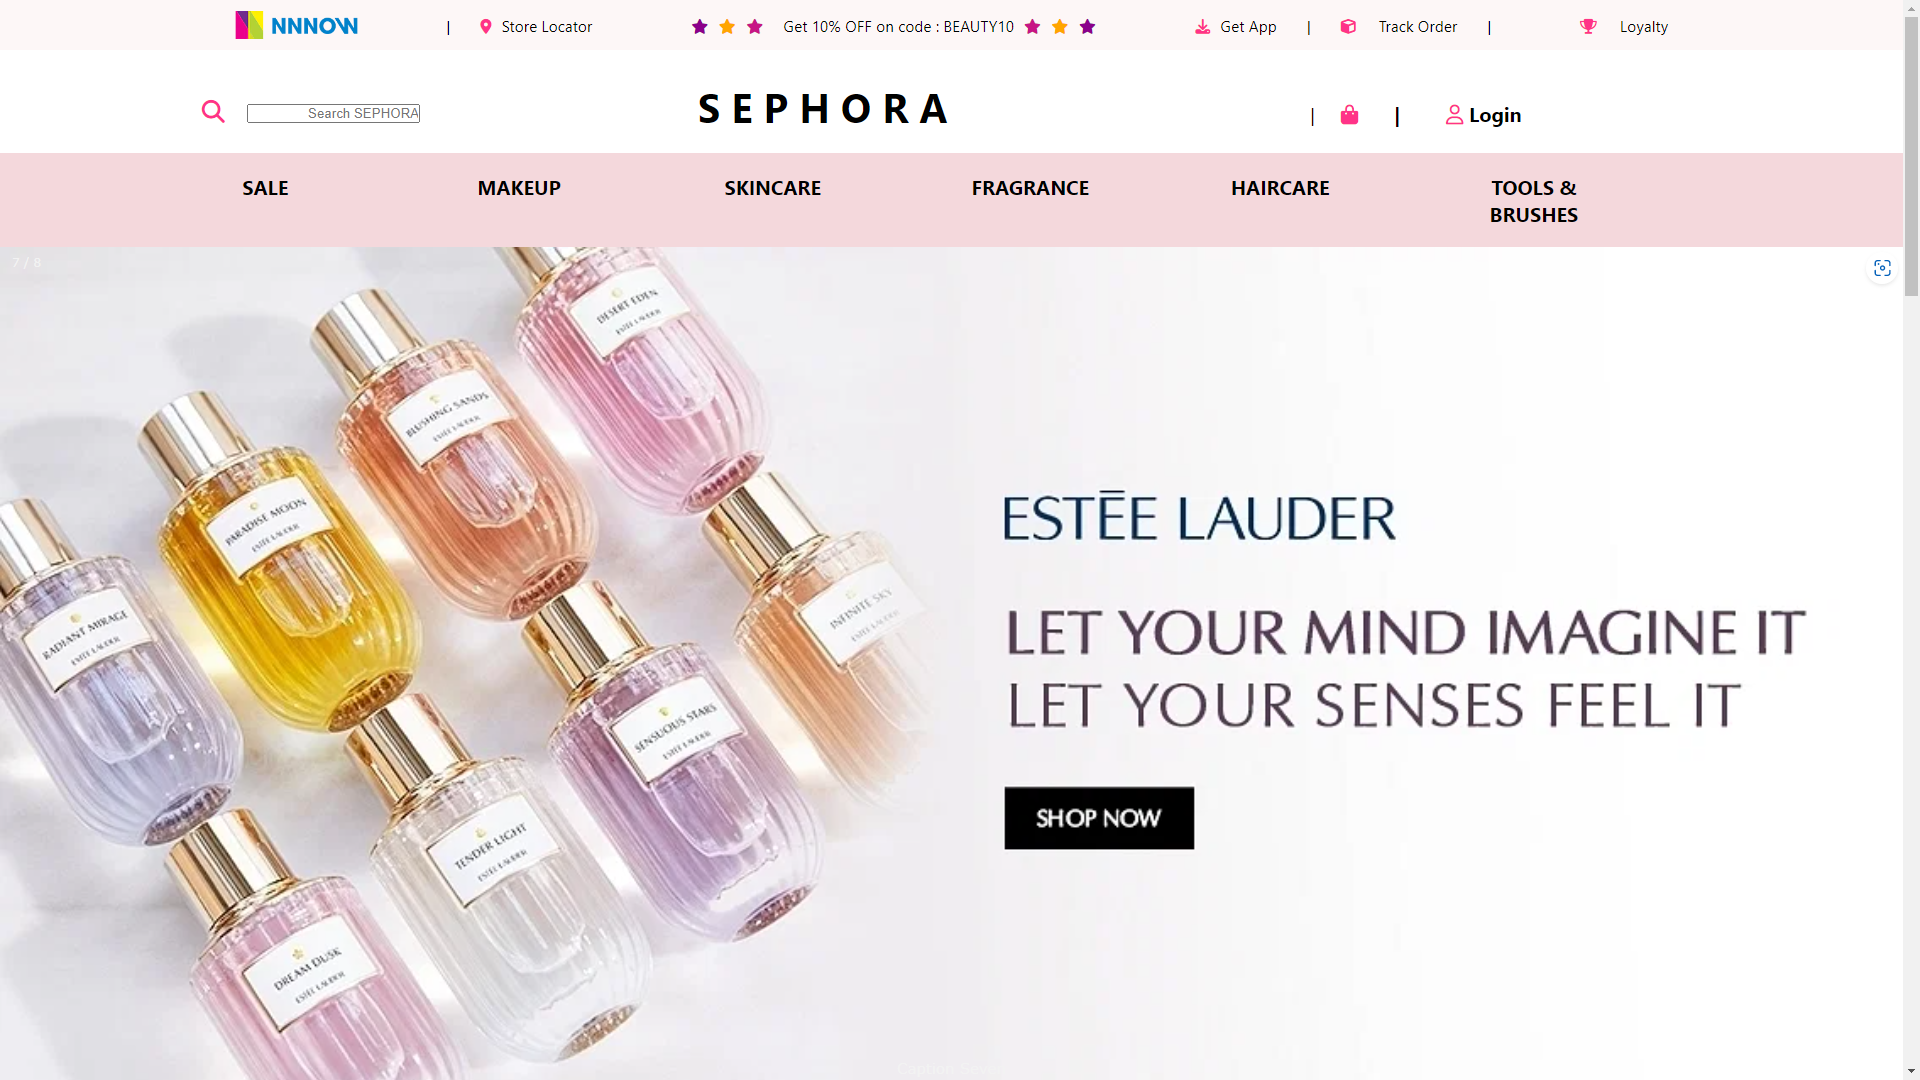 NNNOW
|
Store Locator
Get 10% OFF on code : BEAUTY10
Get App
|
Track Order
|
Loyalty
Search SEPHORA
SEPHORA
|
|
Login
SALE
MAKEUP
SKINCARE
FRAGRANCE
HAIRCARE
TOOLS &
BRUSHES
7 / 8
DESERT EDEN
ESTĒE LAUDER
BLUSHING SANDS
ESTĒE LAUDER
PARADISE MOON
ESTĒE LAUDER
INFINITE SKY
ESTĒE LAUDER
RADIANT MIRAGE
ESTĒE LAUDER
SENSUOUS STARS
ESTĒE LAUDER
TENDER LIGHT
ESTĒE LAUDER
DREAM DUSK
ESTĒE LAUDER
ESTĒE LAUDER
LET YOUR MIND IMAGINE IT
LET YOUR SENSES FEEL IT
SHOP NOW